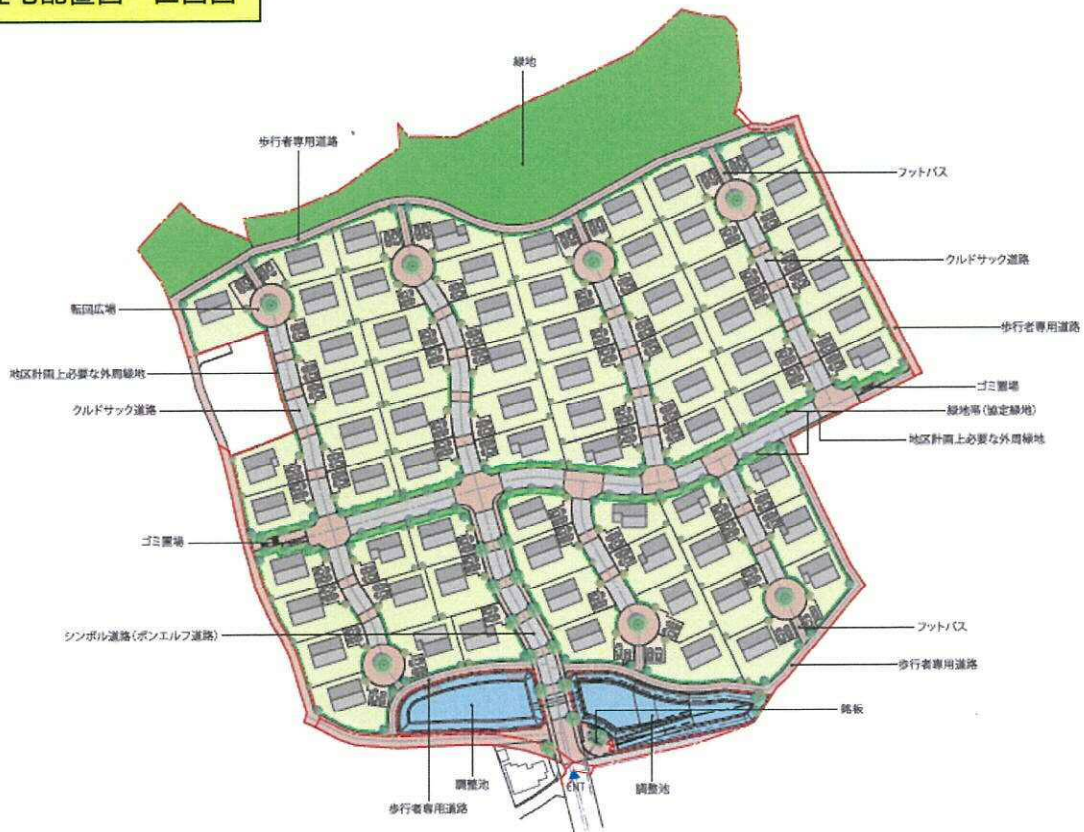 配置図
緑地
歩行者専用道路
フットパス
クルドサック道路
転回広場
歩行者専用道路
地区計画上必要な外周緑地
クルドサック道路
ゴミ置場
緑地帯(協定緑地)
地区計画上必要な外周緑地
ゴミ置場
シンボル道路(ボンエルフ道路)
フットパス
歩行者専用道路
銘板
調整池
ENT
調整池
歩行者専用道路